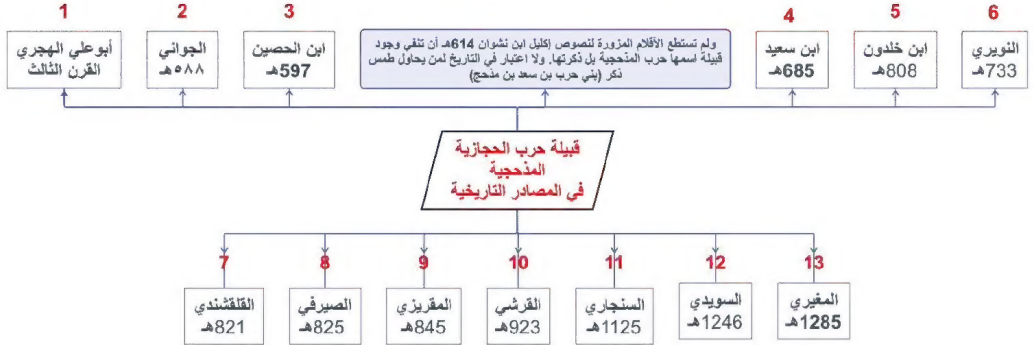 1
2
3
4
5
6
أبو علي الهجري
القرن الثالث
الجواني
٥٨٨هـ
ابن الحصين
597هـ
ولم تستطع الأقلام المزورة لنصوص إكليل ابن نشوان 614هـ أن تنفي وجود
قبيلة اسمها حرب المذحجية بل ذكرتها. ولا اعتبار في التاريخ لمن يحاول طمس
ذكر (بني حرب بن سعد بن مذحج)
ابن سعيد
685هـ
ابن خلدون
808هـ
النويري
733هـ
قبيلة حرب الحجازية
المذحجية
في المصادر التاريخية
7
8
9
10
11
12
13
القلقشندي
821هـ
الصيرفي
825هـ
المقريزي
845هـ
القرشي
923هـ
السنجاري
1125هـ
السويدي
1246هـ
المغيري
1285هـ